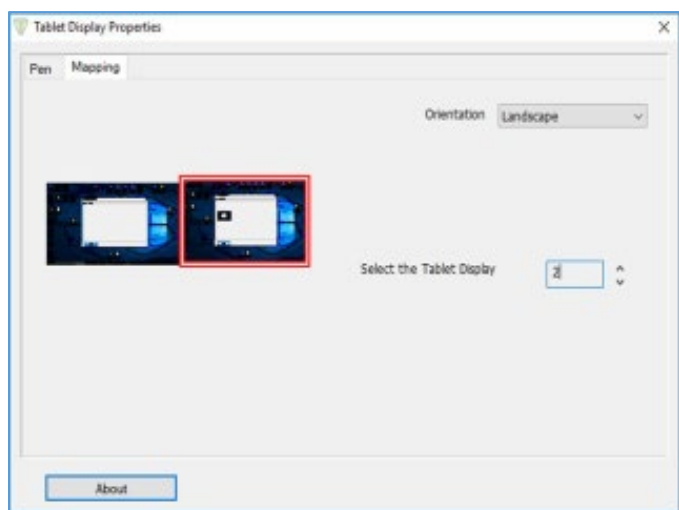 Tablet Display Properties
Pen Mapping
Orientation Landscape
Select the Tablet Display 2
About